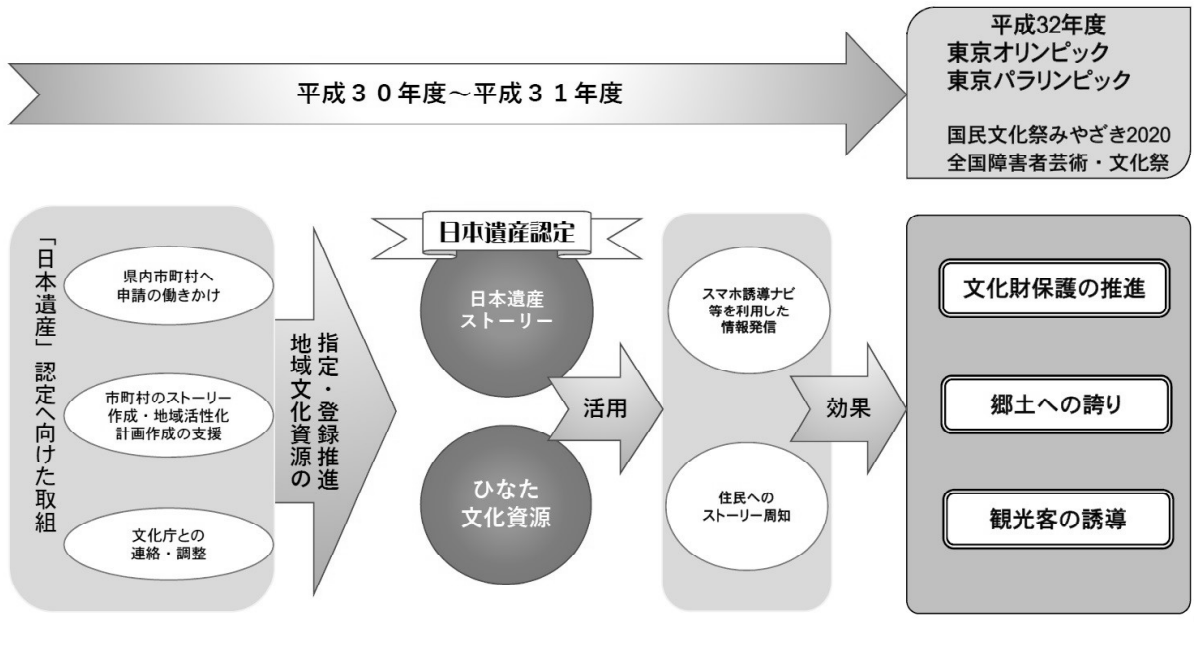 平成３０年度～平成３１年度
平成32年度
東京オリンピック
東京パラリンピック
国民文化祭みやざき2020
全国障害者芸術・文化祭
「日本遺産」認定へ向けた取組
県内市町村へ
申請の働きかけ
市町村のストーリー
作成・地域活性化
計画作成の支援
文化庁との
連絡・調整
地域文化資源の
指定・登録推進
日本遺産認定
日本遺産
ストーリー
ひなた
文化資源
活用
スマホ誘導ナビ
等を利用した
情報発信
住民への
ストーリー周知
効果
文化財保護の推進
郷土への誇り
観光客の誘導